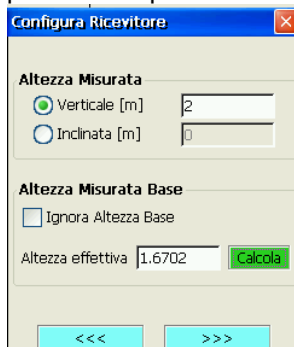 Configura Ricevitore
Altezza Misurata
Verticale [m] 2
Inclinata [m] 0
Altezza Misurata Base
Ignora Altezza Base
Altezza effettiva 1.6702 Calcola
<<< >>>